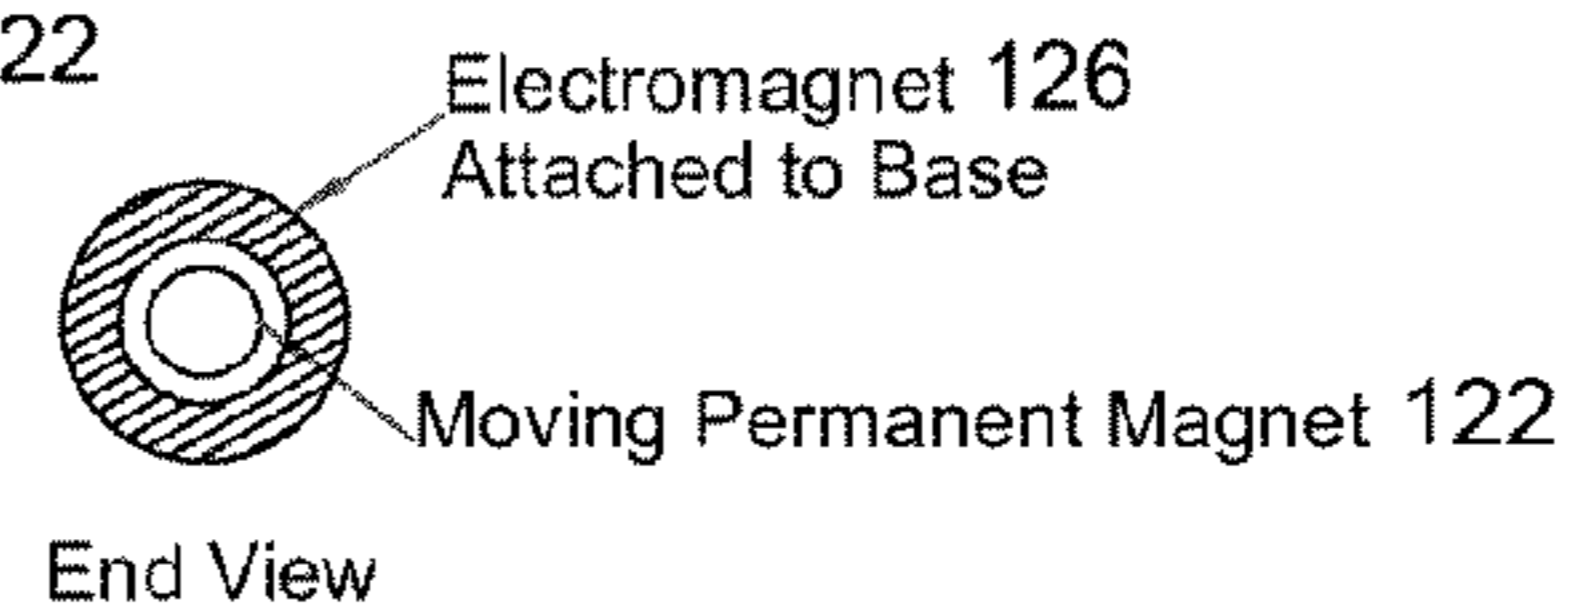 22
Electromagnet 126
Attached to Base
Moving Permanent Magnet 122
End View